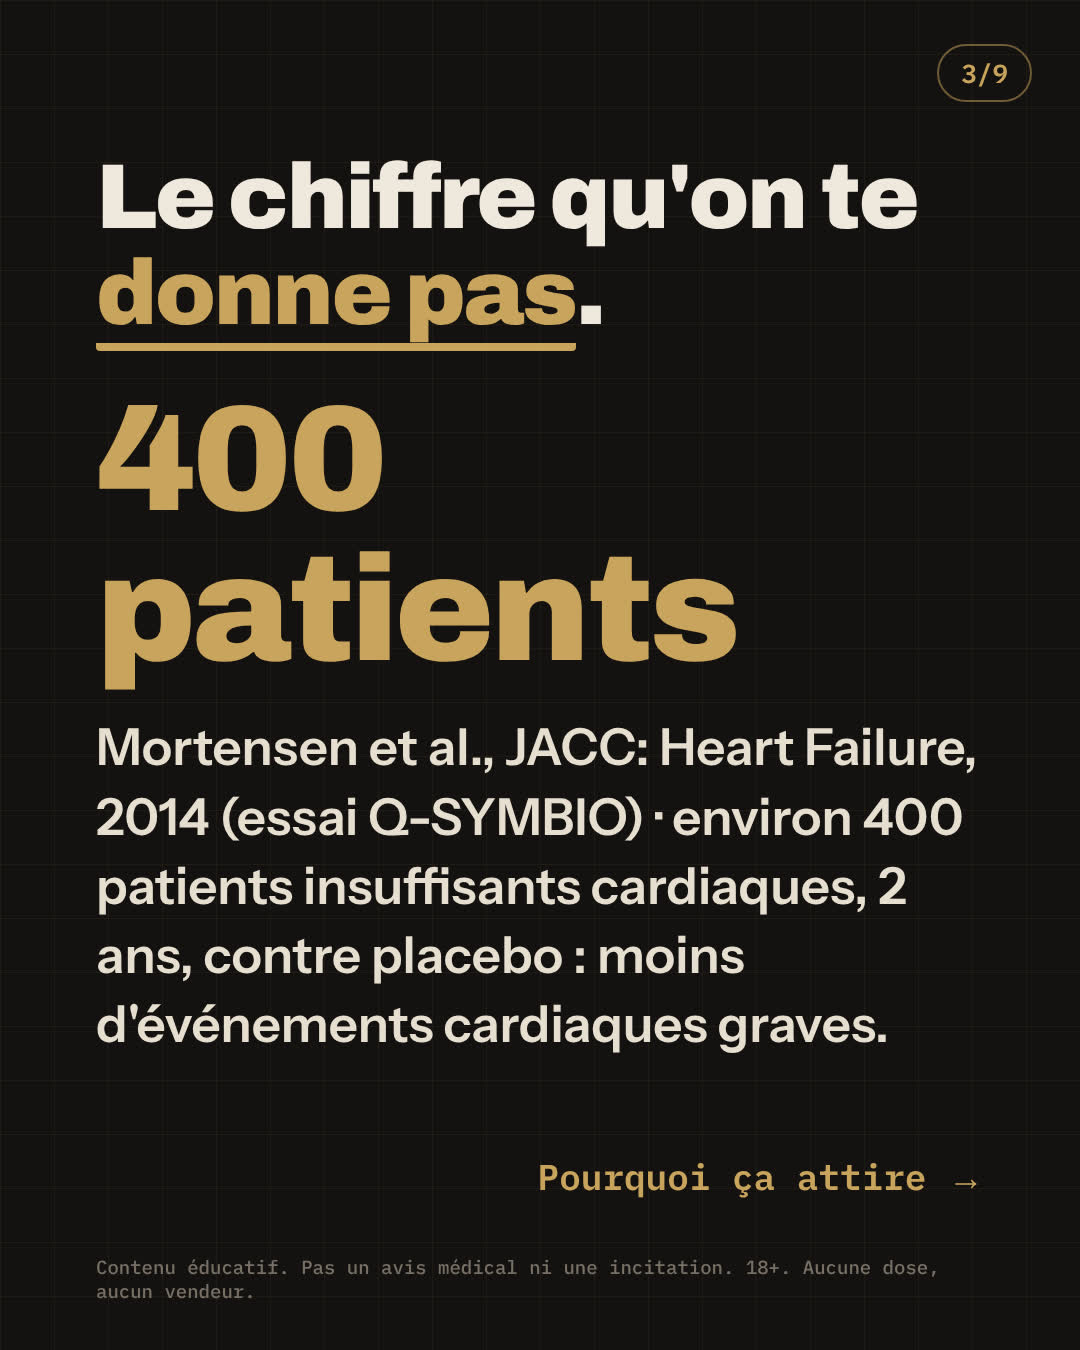 3/9
Le chiffre qu'on te
donne pas.
400
patients
Mortensen et al., JACC: Heart Failure,
2014 (essai Q-SYMBIO) · environ 400
patients insuffisants cardiaques, 2
ans, contre placebo : moins
d'événements cardiaques graves.
Pourquoi ça attire →
Contenu éducatif. Pas un avis médical ni une incitation. 18+. Aucune dose,
aucun vendeur.